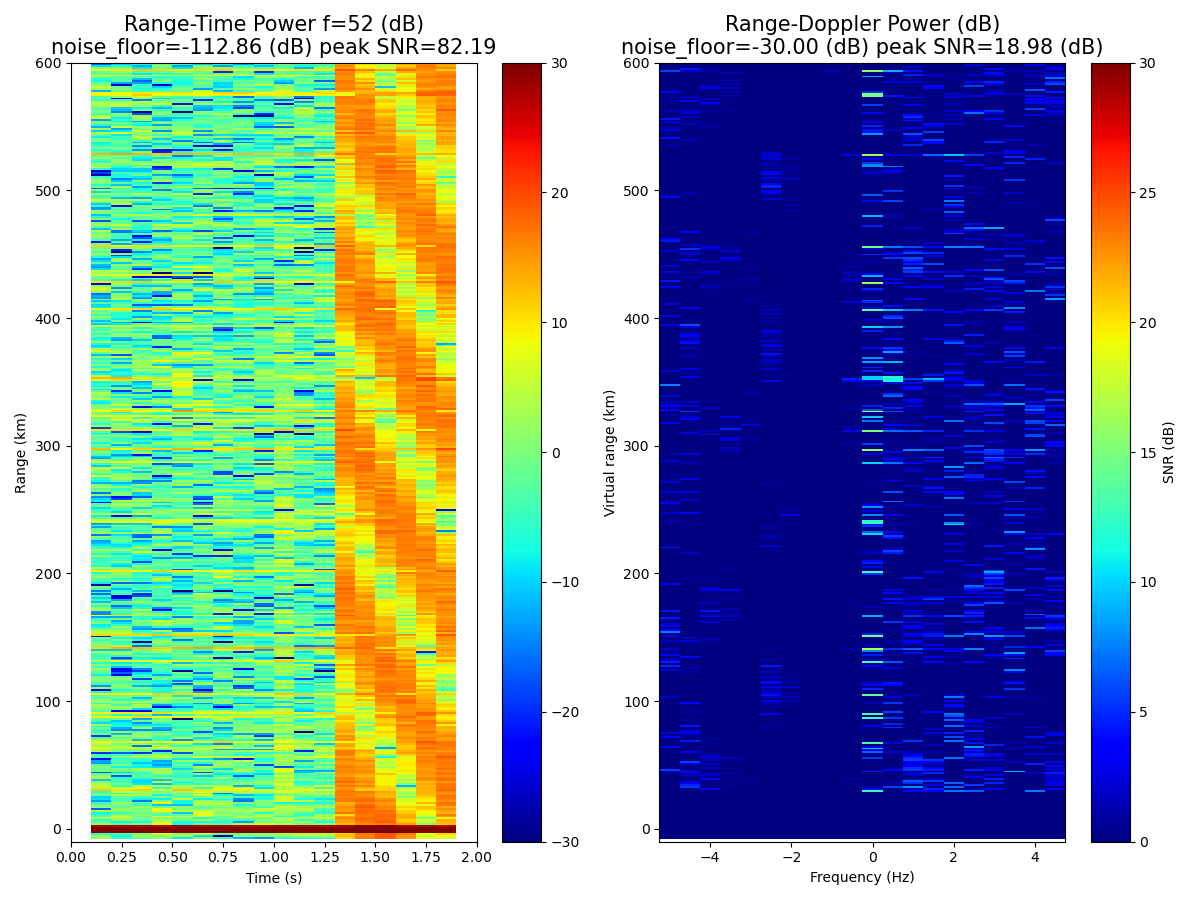 Range-Time Power f=52 (dB)
noise_floor=-112.86 (dB) peak SNR=82.19
600
500
400
300
200
100
0
Range (km)
0.00 0.25 0.50 0.75 1.00 1.25 1.50 1.75 2.00
Time (s)
30
20
10
0
−10
−20
−30
Range-Doppler Power (dB)
noise_floor=-30.00 (dB) peak SNR=18.98 (dB)
600
500
400
300
200
100
0
Virtual range (km)
−4 −2 0 2 4
Frequency (Hz)
30
25
20
15
10
5
0
SNR (dB)